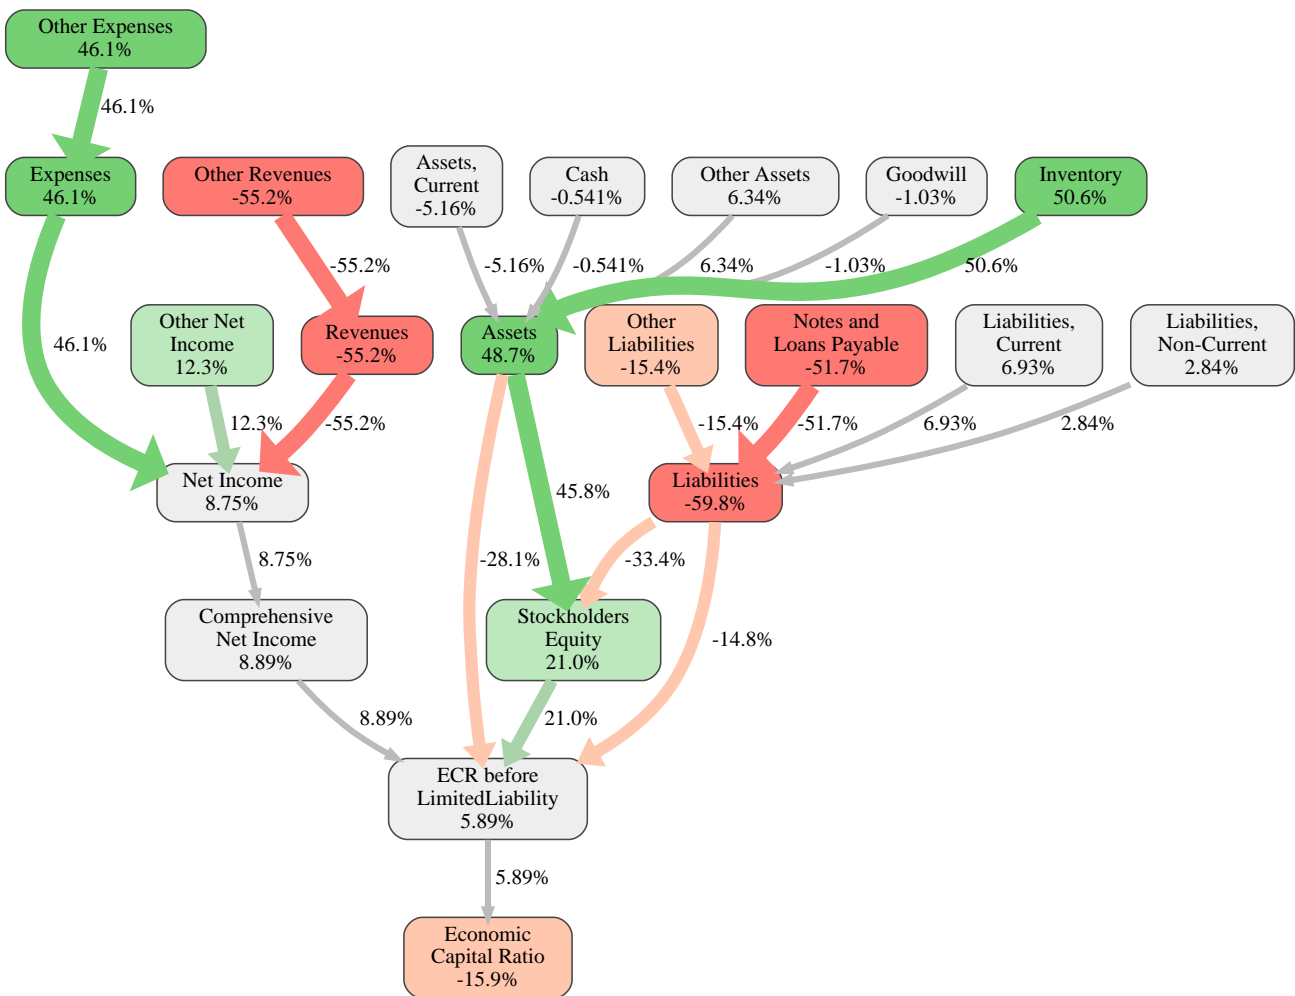 Other Expenses
46.1%
46.1%
Expenses
46.1%
Other Revenues
-55.2%
Assets,
Current
-5.16%
Cash
-0.541%
Other Assets
6.34%
Goodwill
-1.03%
Inventory
50.6%
-55.2%
-5.16%
-0.541%
6.34%
-1.03%
50.6%
46.1%
Other Net
Income
12.3%
Revenues
-55.2%
Assets
48.7%
Other
Liabilities
-15.4%
Notes and
Loans Payable
-51.7%
Liabilities,
Current
6.93%
Liabilities,
Non-Current
2.84%
12.3%
-55.2%
-15.4%
-51.7%
6.93%
2.84%
Net Income
8.75%
45.8%
Liabilities
-59.8%
8.75%
-28.1%
-33.4%
Comprehensive
Net Income
8.89%
Stockholders
Equity
21.0%
-14.8%
8.89%
21.0%
ECR before
LimitedLiability
5.89%
5.89%
Economic
Capital Ratio
-15.9%